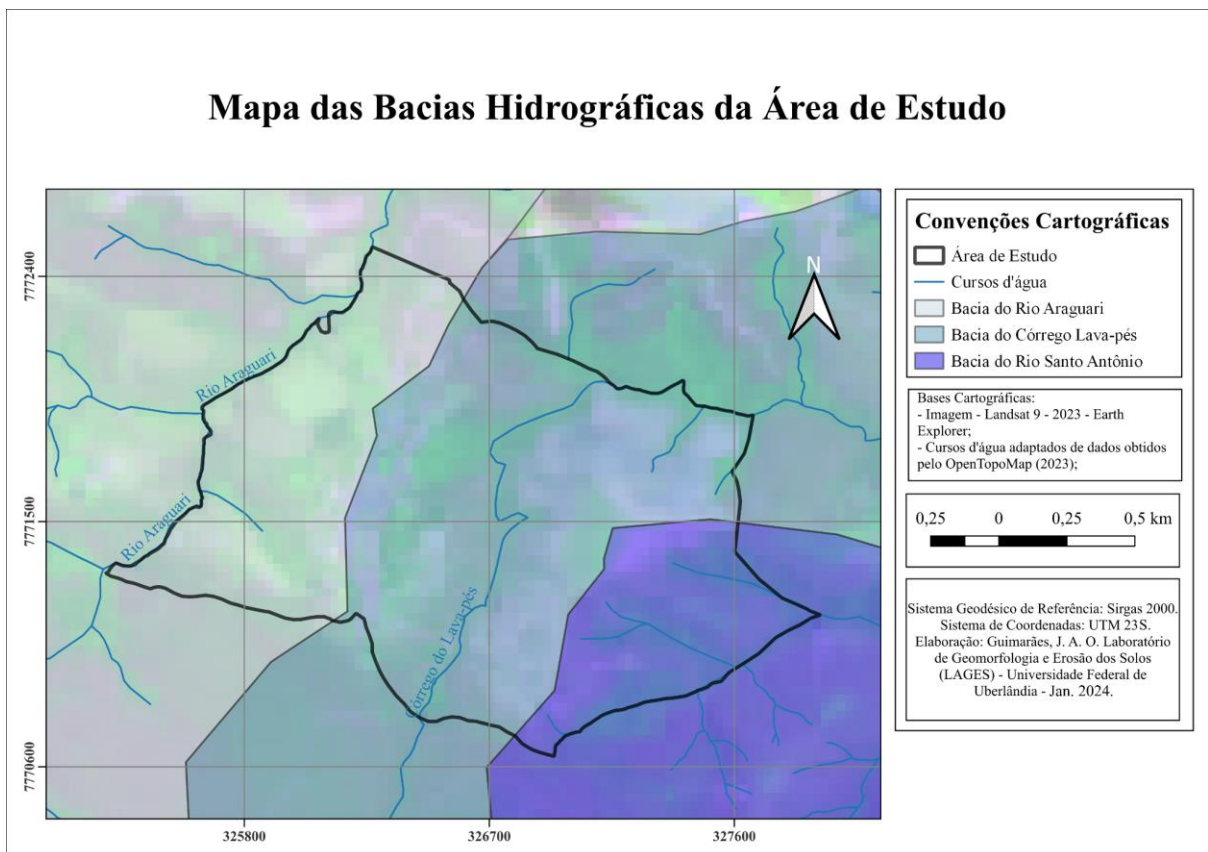 Mapa das Bacias Hidrográficas da Área de Estudo
7772400
7771500
7770600
325800
326700
327600
Rio Araguari
Rio Araguari
Córrego do Lava-pés
N
Convenções Cartográficas
Área de Estudo
Cursos d'água
Bacia do Rio Araguari
Bacia do Córrego Lava-pés
Bacia do Rio Santo Antônio
Bases Cartográficas:
- Imagem - Landsat 9 - 2023 - Earth
Explorer;
- Cursos d'água adaptados de dados obtidos
pelo OpenTopoMap (2023);
0,25 0 0,25 0,5 km
Sistema Geodésico de Referência: Sirgas 2000.
Sistema de Coordenadas: UTM 23S.
Elaboração: Guimarães, J. A. O. Laboratório
de Geomorfologia e Erosão dos Solos
(LAGES) - Universidade Federal de
Uberlândia - Jan. 2024.